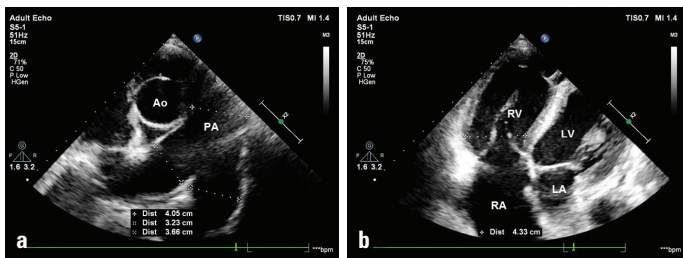 Adult Echo
TIS0.7 MI 1.4
S5-1
51Hz
15cm
M3
2D
71%
C 50
P Low
HGen
Ao
PA
x2
G
P R
1.6 3.2
Dist 4.05 cm
Dist 3.23 cm
Dist 3.66 cm
a
***bpm
Adult Echo
TIS0.7 MI 1.4
S5-1
51Hz
15cm
M3
2D
75%
C 50
P Low
HGen
RV
LV
x2
G
P R
1.6 3.2
LA
RA
Dist 4.33 cm
b
***bpm